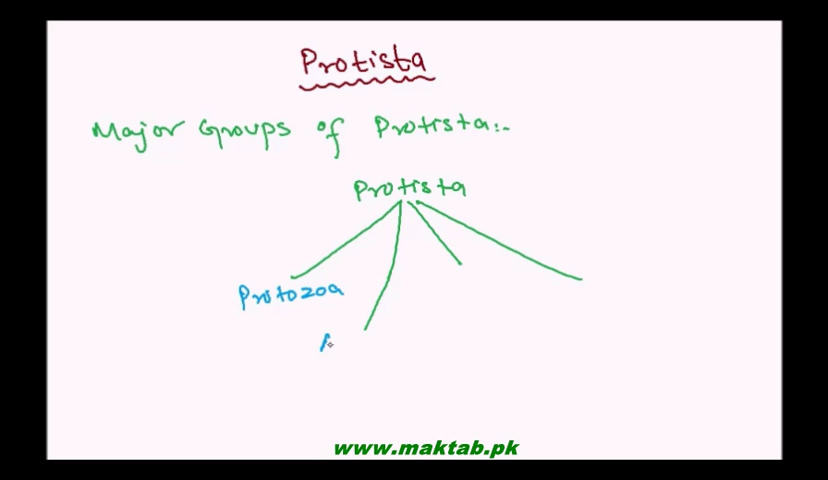 Protista
Major Groups of Protista:-
Protista
Protozoa
www.maktab.pk